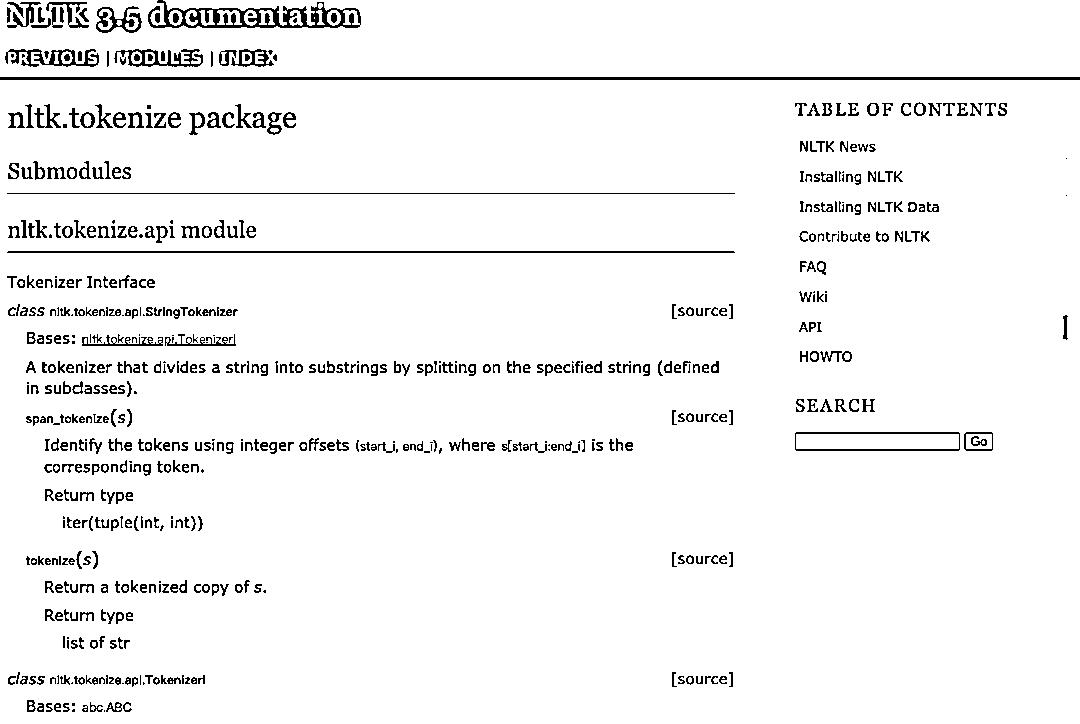 NLTK 3.5 documentation
PREVIOUS | MODULES | INDEX
nltk.tokenize package
Submodules
nltk.tokenize.api module
Tokenizer Interface
class nltk.tokenize.api.StringTokenizer [source]
Bases: nltk.tokenize.api.TokenizerI
A tokenizer that divides a string into substrings by splitting on the specified string (defined
in subclasses).
span_tokenize(s) [source]
Identify the tokens using integer offsets (start_i, end_i), where s[start_i:end_i] is the
corresponding token.
Return type
iter(tuple(int, int))
tokenize(s) [source]
Return a tokenized copy of s.
Return type
list of str
class nltk.tokenize.api.TokenizerI [source]
Bases: abc.ABC
TABLE OF CONTENTS
NLTK News
Installing NLTK
Installing NLTK Data
Contribute to NLTK
FAQ
Wiki
API
HOWTO
SEARCH
Go